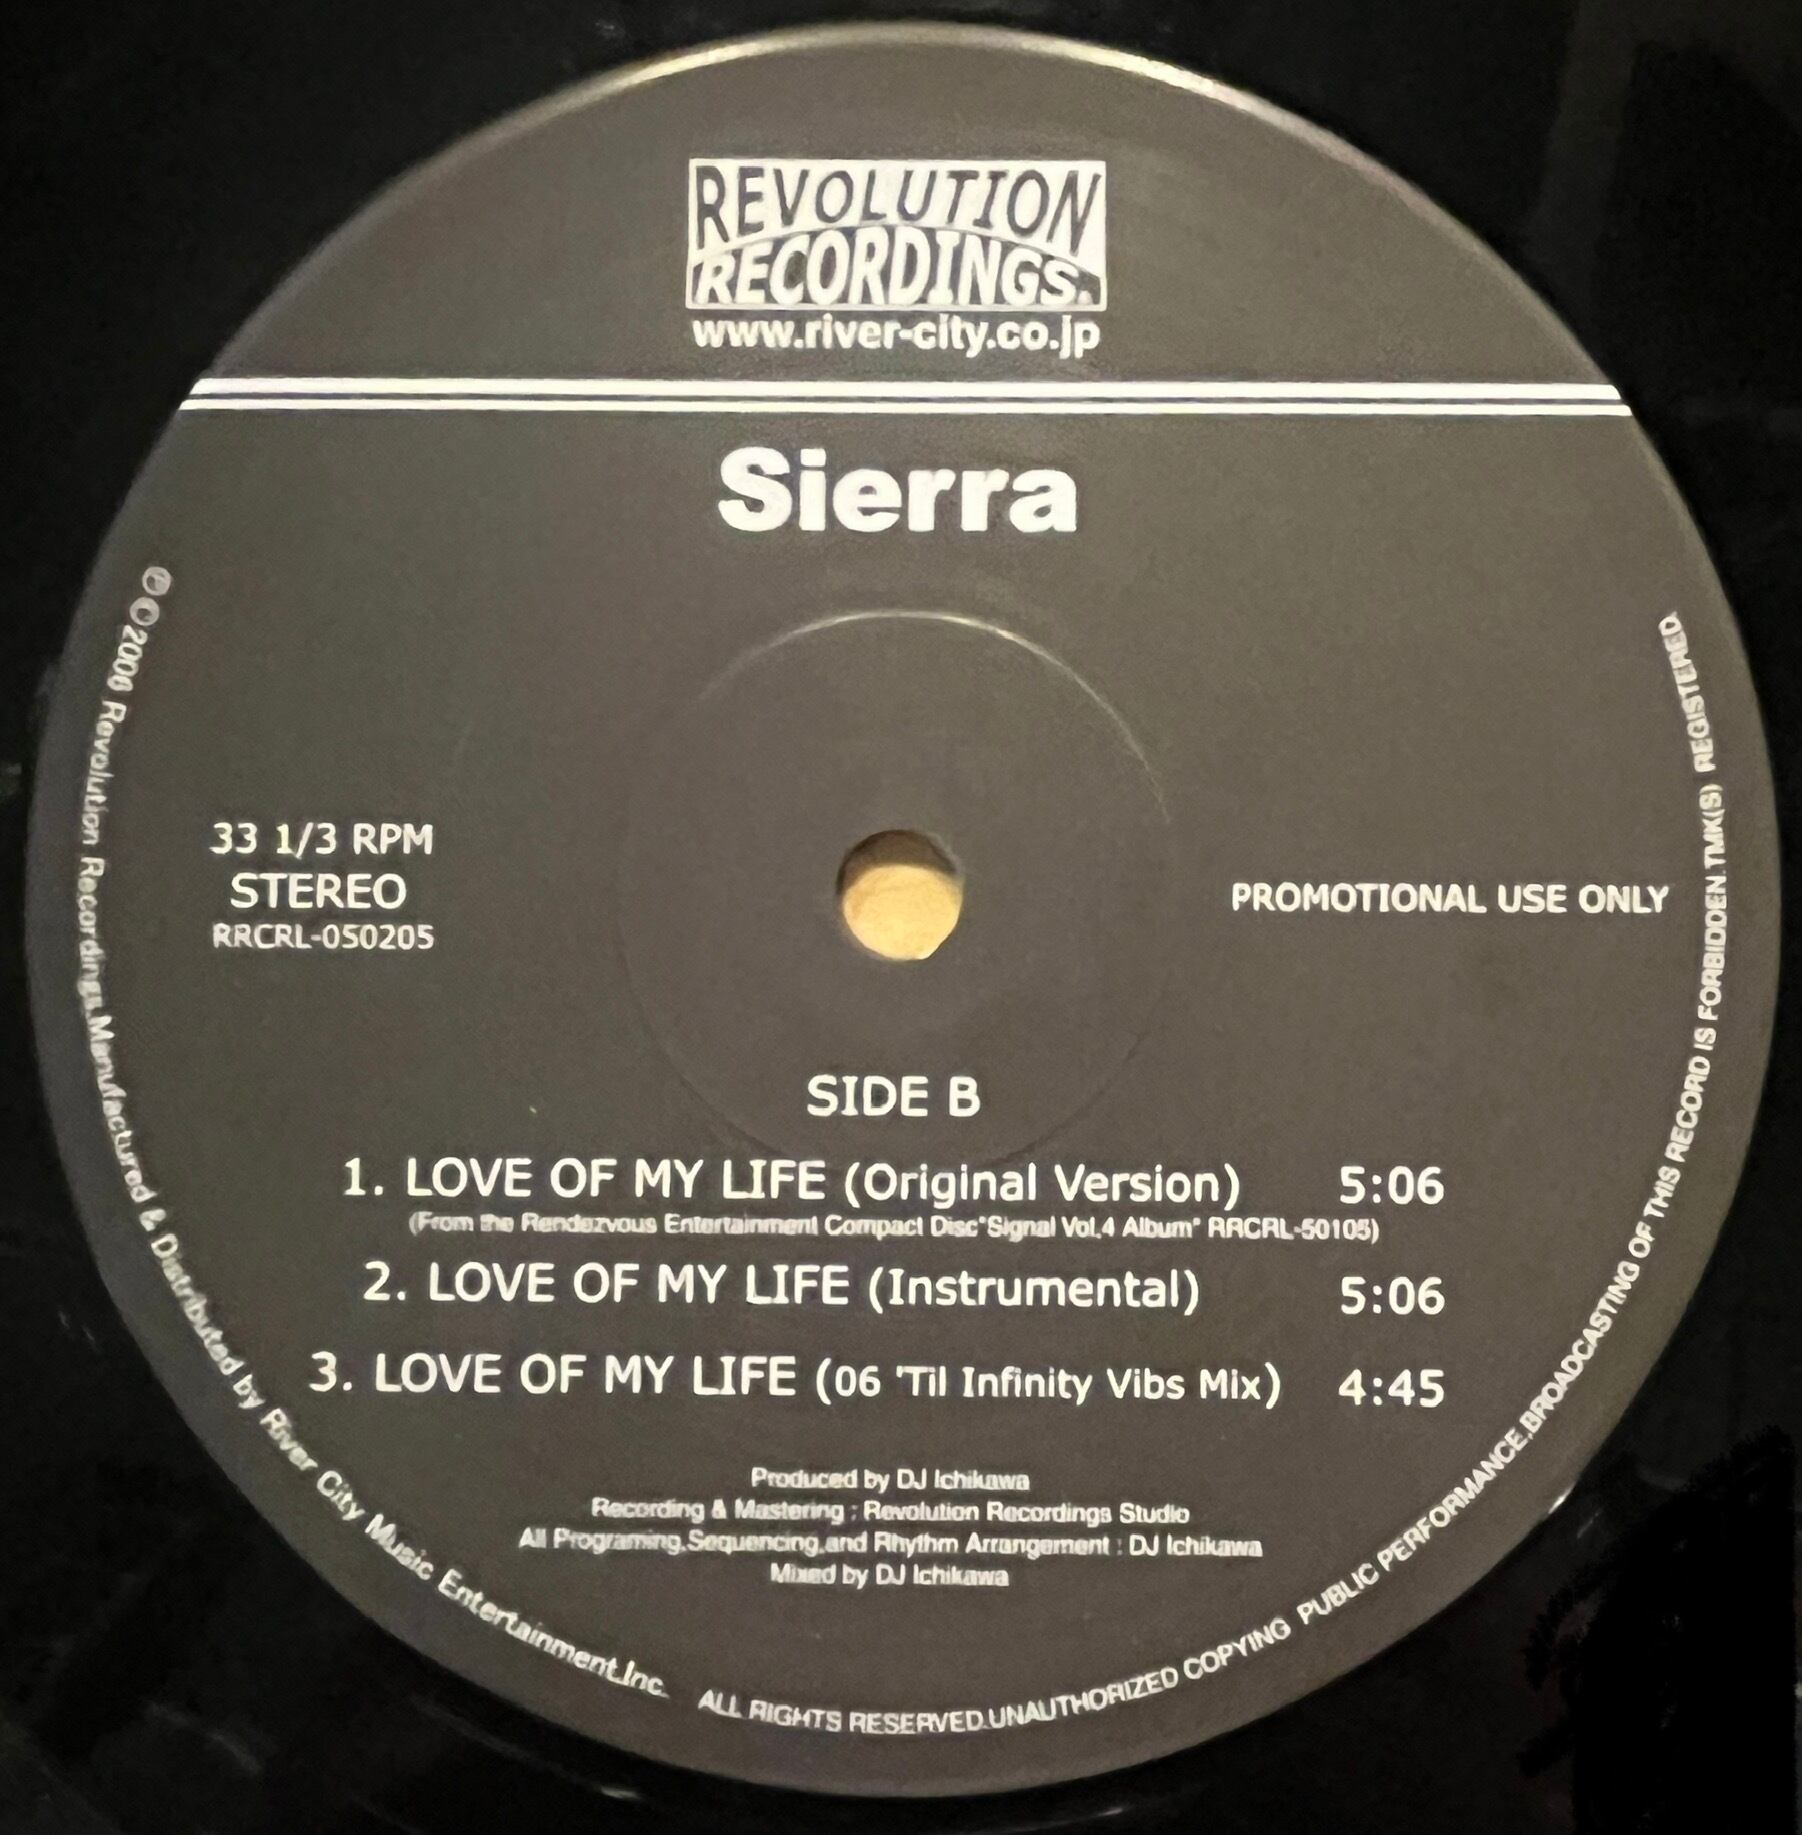 REVOLUTION
RECORDINGS.
www.river-city.co.jp
Sierra
33 1/3 RPM
STEREO
RRCRL-050205
PROMOTIONAL USE ONLY
SIDE B
1. LOVE OF MY LIFE (Original Version) 5:06
(From the Rendezvous Entertainment Compact Disc"Signal Vol.4 Album" RRCRL-50105)
2. LOVE OF MY LIFE (Instrumental) 5:06
3. LOVE OF MY LIFE (06 'Til Infinity Vibs Mix) 4:45
Produced by DJ Ichikawa
Recording & Mastering : Revolution Recordings Studio
All Programing,Sequencing,and Rhythm Arrangement : DJ Ichikawa
Mixed by DJ Ichikawa
℗©2006 Revolution Recordings.Manufactured & Distributed by River City Music Entertainment.Inc. ALL RIGHTS RESERVED.UNAUTHORIZED COPYING PUBLIC PERFORMANCE,BROADCASTING OF THIS RECORD IS FORBIDDEN.TMK(S) REGISTERED.